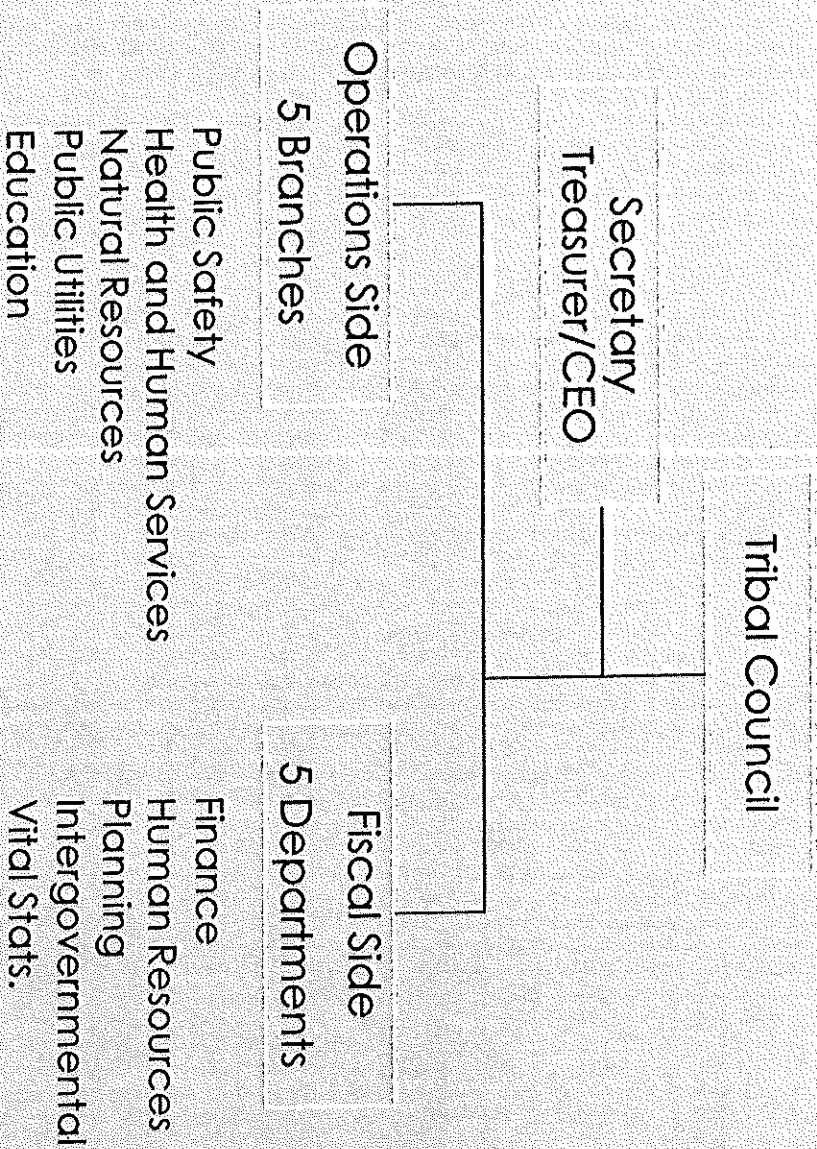 Tribal Council
Secretary
Treasurer/CEO
Operations Side
5 Branches
Public Safety
Health and Human Services
Natural Resources
Public Utilities
Education
Fiscal Side
5 Departments
Finance
Human Resources
Planning
Intergovernmental
Vital Stats.